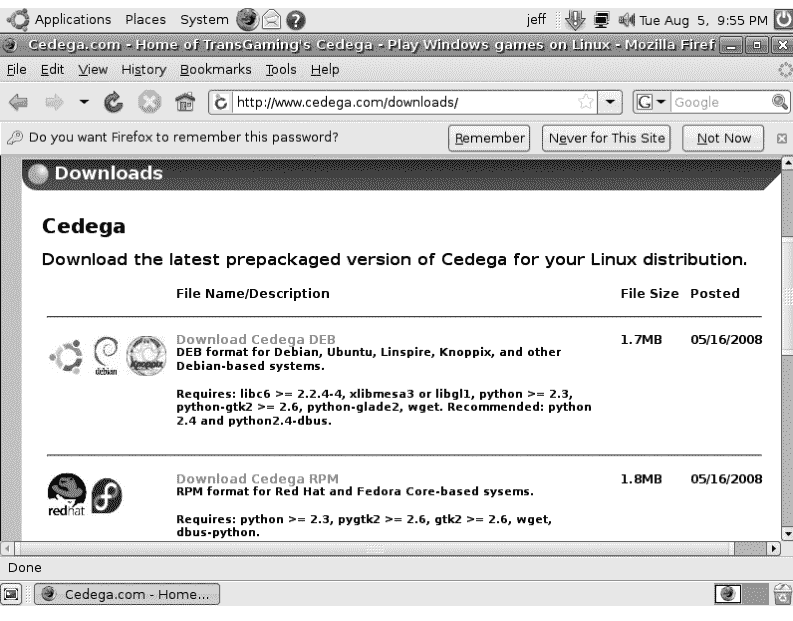 Applications Places System jeff Tue Aug 5, 9:55 PM
Cedega.com - Home of TransGaming's Cedega - Play Windows games on Linux - Mozilla Firef
File Edit View History Bookmarks Tools Help
http://www.cedega.com/downloads/ G Google
Do you want Firefox to remember this password? Remember Never for This Site Not Now
Downloads
Cedega
Download the latest prepackaged version of Cedega for your Linux distribution.
File Name/Description File Size Posted
Download Cedega DEB 1.7MB 05/16/2008
DEB format for Debian, Ubuntu, Linspire, Knoppix, and other
Debian-based systems.
debian
Knoppix
Requires: libc6 >= 2.2.4-4, xlibmesa3 or libgl1, python >= 2.3,
python-gtk2 >= 2.6, python-glade2, wget. Recommended: python
2.4 and python2.4-dbus.
Download Cedega RPM 1.8MB 05/16/2008
RPM format for Red Hat and Fedora Core-based sysems.
redhat
Requires: python >= 2.3, pygtk2 >= 2.6, gtk2 >= 2.6, wget,
dbus-python.
Done
Cedega.com - Home...